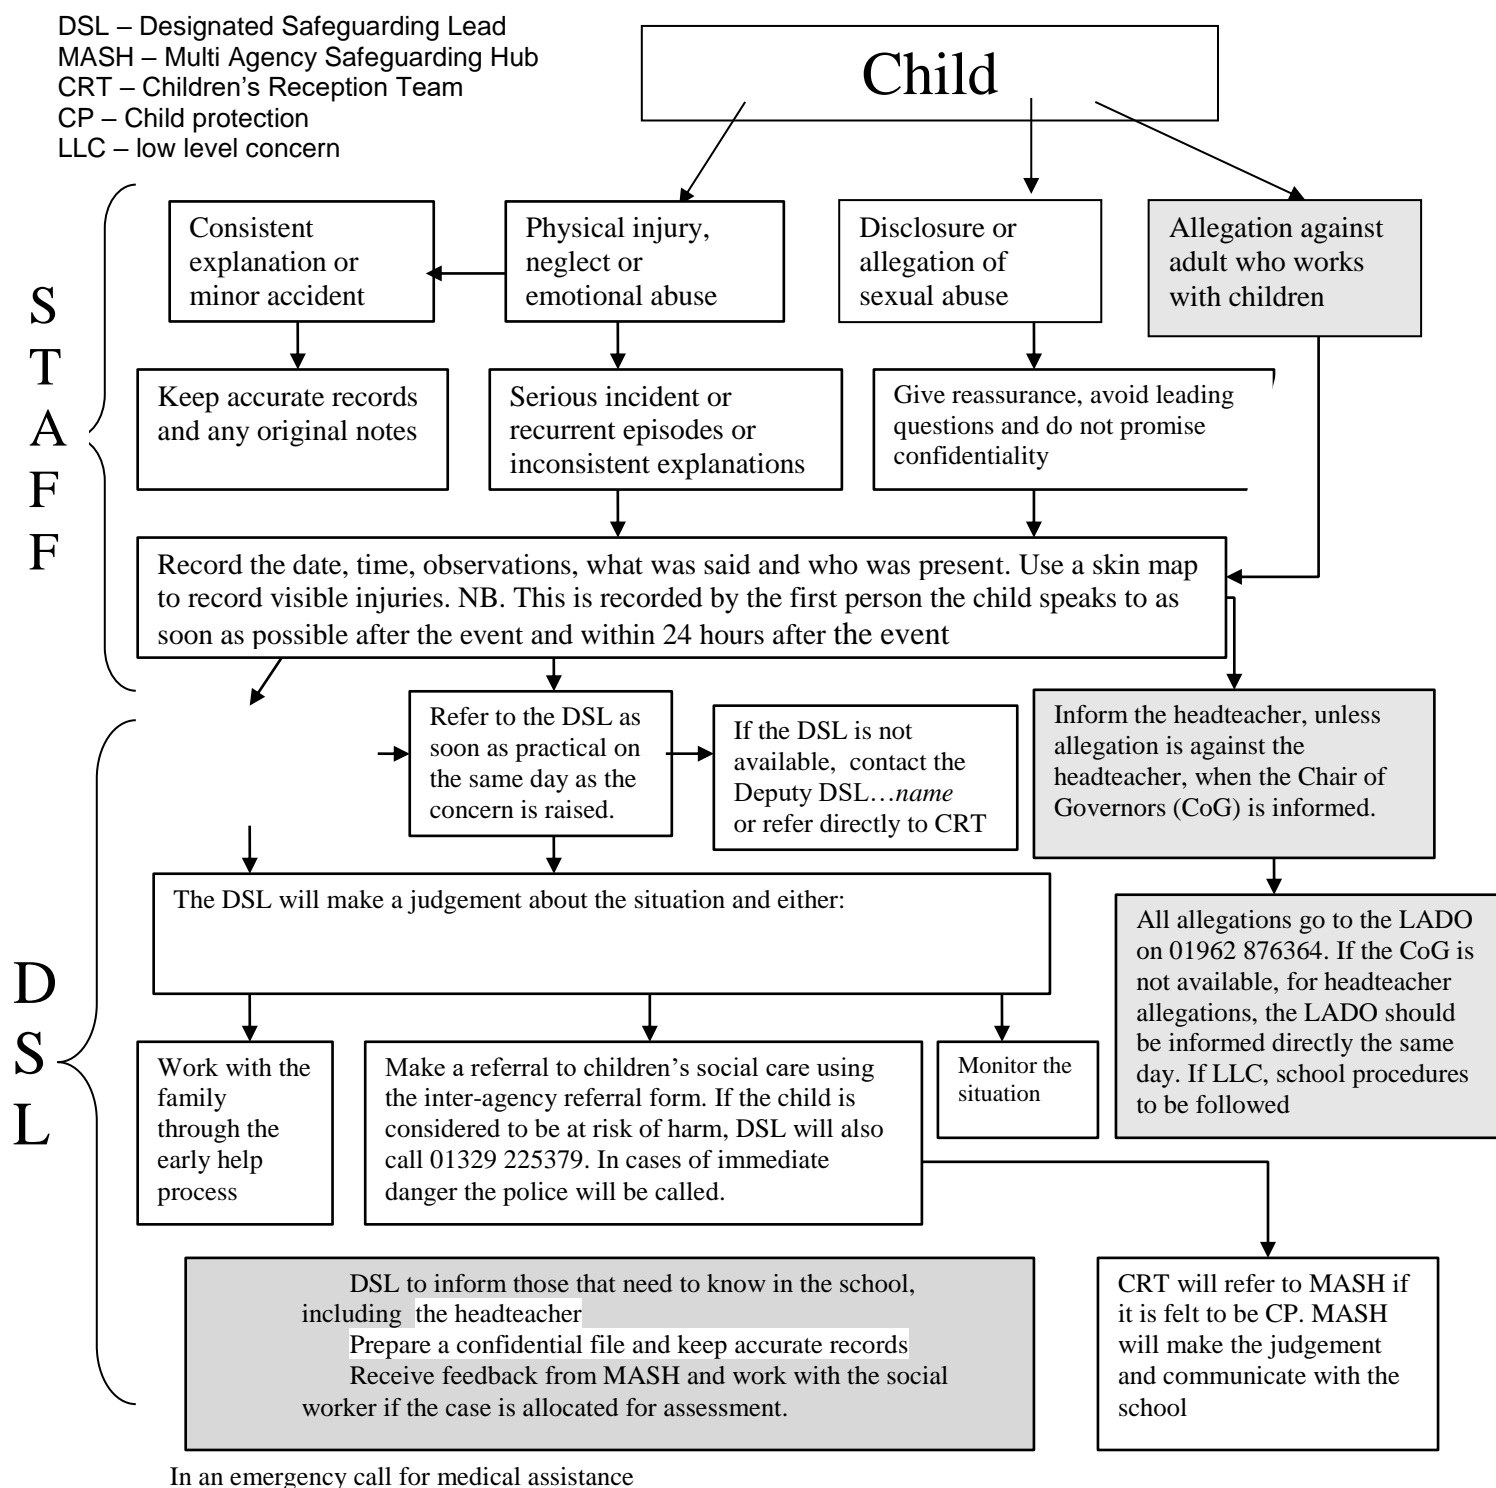 DSL – Designated Safeguarding Lead
MASH – Multi Agency Safeguarding Hub
CRT – Children's Reception Team
CP – Child protection
LLC – low level concern
Child
Consistent
explanation or
minor accident
Physical injury,
neglect or
emotional abuse
Disclosure or
allegation of
sexual abuse
Allegation against
adult who works
with children
S
T
A
F
F
Keep accurate records
and any original notes
Serious incident or
recurrent episodes or
inconsistent explanations
Give reassurance, avoid leading
questions and do not promise
confidentiality
Record the date, time, observations, what was said and who was present. Use a skin map
to record visible injuries. NB. This is recorded by the first person the child speaks to as
soon as possible after the event and within 24 hours after the event
Refer to the DSL as
soon as practical on
the same day as the
concern is raised.
If the DSL is not
available, contact the
Deputy DSL…name
or refer directly to CRT
Inform the headteacher, unless
allegation is against the
headteacher, when the Chair of
Governors (CoG) is informed.
The DSL will make a judgement about the situation and either:
All allegations go to the LADO
on 01962 876364. If the CoG is
not available, for headteacher
allegations, the LADO should
be informed directly the same
day. If LLC, school procedures
to be followed
D
S
L
Work with the
family
through the
early help
process
Make a referral to children's social care using
the inter-agency referral form. If the child is
considered to be at risk of harm, DSL will also
call 01329 225379. In cases of immediate
danger the police will be called.
Monitor the
situation
DSL to inform those that need to know in the school,
including the headteacher
Prepare a confidential file and keep accurate records
Receive feedback from MASH and work with the social
worker if the case is allocated for assessment.
CRT will refer to MASH if
it is felt to be CP. MASH
will make the judgement
and communicate with the
school
In an emergency call for medical assistance